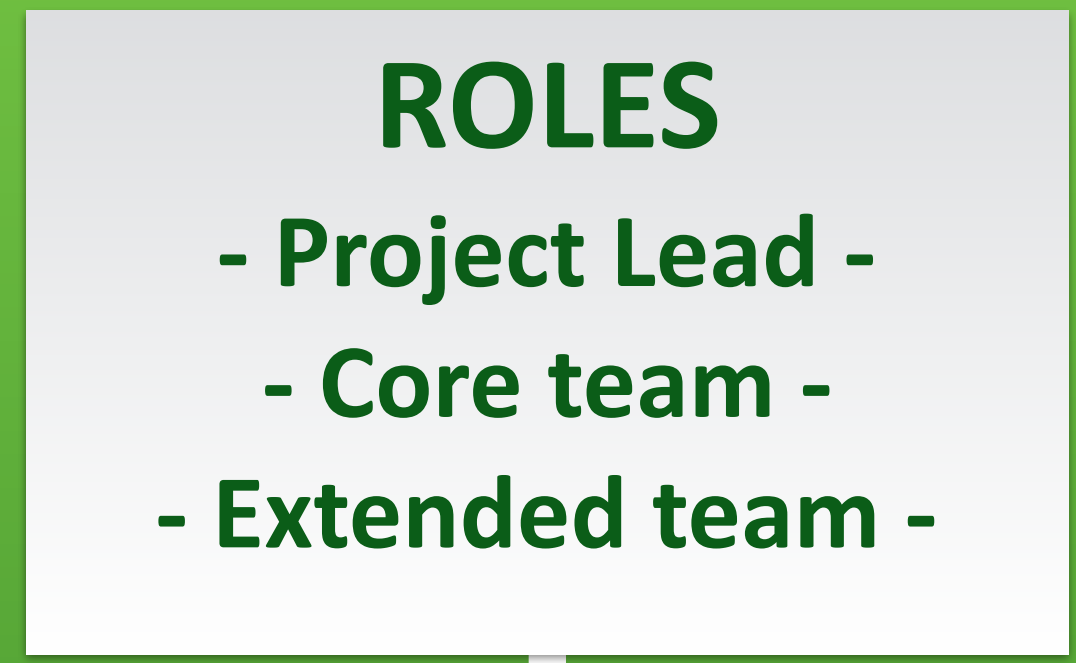 ROLES
- Project Lead -
- Core team -
- Extended team -